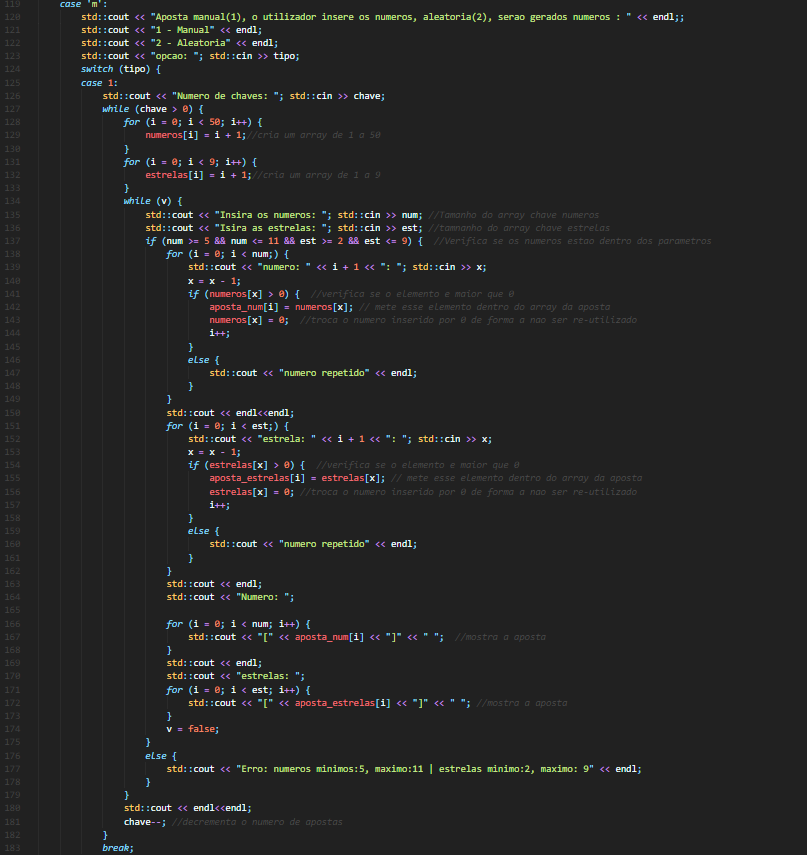 119 case 'm':
120 std::cout << "Aposta manual(1), o utilizador insere os numeros, aleatoria(2), serao gerados numeros : " << endl;;
121 std::cout << "1 - Manual" << endl;
122 std::cout << "2 - Aleatoria" << endl;
123 std::cout << "opcao: "; std::cin >> tipo;
124 switch (tipo) {
125 case 1:
126 std::cout << "Numero de chaves: "; std::cin >> chave;
127 while (chave > 0) {
128 for (i = 0; i < 50; i++) {
129 numeros[i] = i + 1;//cria um array de 1 a 50
130 }
131 for (i = 0; i < 9; i++) {
132 estrelas[i] = i + 1;//cria um array de 1 a 9
133 }
134 while (v) {
135 std::cout << "Insira os numeros: "; std::cin >> num; //Tamanho do array chave numeros
136 std::cout << "Isira as estrelas: "; std::cin >> est; //tamnanho do array chave estrelas
137 if (num >= 5 && num <= 11 && est >= 2 && est <= 9) { //Verifica se os numeros estao dentro dos parametros
138 for (i = 0; i < num;) {
139 std::cout << "numero: " << i + 1 << ": "; std::cin >> x;
140 x = x - 1;
141 if (numeros[x] > 0) { //verifica se o elemento e maior que 0
142 aposta_num[i] = numeros[x]; // mete esse elemento dentro do array da aposta
143 numeros[x] = 0; //troca o numero inserido por 0 de forma a nao ser re-utilizado
144 i++;
145 }
146 else {
147 std::cout << "numero repetido" << endl;
148 }
149 }
150 std::cout << endl<<endl;
151 for (i = 0; i < est;) {
152 std::cout << "estrela: " << i + 1 << ": "; std::cin >> x;
153 x = x - 1;
154 if (estrelas[x] > 0) { //verifica se o elemento e maior que 0
155 aposta_estrelas[i] = estrelas[x]; // mete esse elemento dentro do array da aposta
156 estrelas[x] = 0; //troca o numero inserido por 0 de forma a nao ser re-utilizado
157 i++;
158 }
159 else {
160 std::cout << "numero repetido" << endl;
161 }
162 }
163 std::cout << endl;
164 std::cout << "Numero: ";
165
166 for (i = 0; i < num; i++) {
167 std::cout << "[" << aposta_num[i] << "]" << " "; //mostra a aposta
168 }
169 std::cout << endl;
170 std::cout << "estrelas: ";
171 for (i = 0; i < est; i++) {
172 std::cout << "[" << aposta_estrelas[i] << "]" << " "; //mostra a aposta
173 }
174 v = false;
175 }
176 else {
177 std::cout << "Erro: numeros minimos:5, maximo:11 | estrelas minimo:2, maximo: 9" << endl;
178 }
179 }
180 std::cout << endl<<endl;
181 chave--; //decrementa o numero de apostas
182 }
183 break;